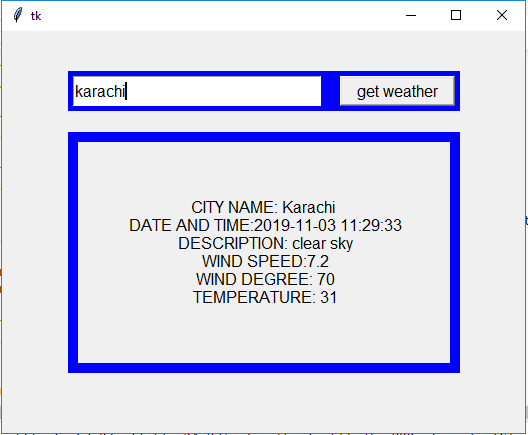 tk
karachi
get weather
CITY NAME: Karachi
DATE AND TIME:2019-11-03 11:29:33
DESCRIPTION: clear sky
WIND SPEED:7.2
WIND DEGREE: 70
TEMPERATURE: 31